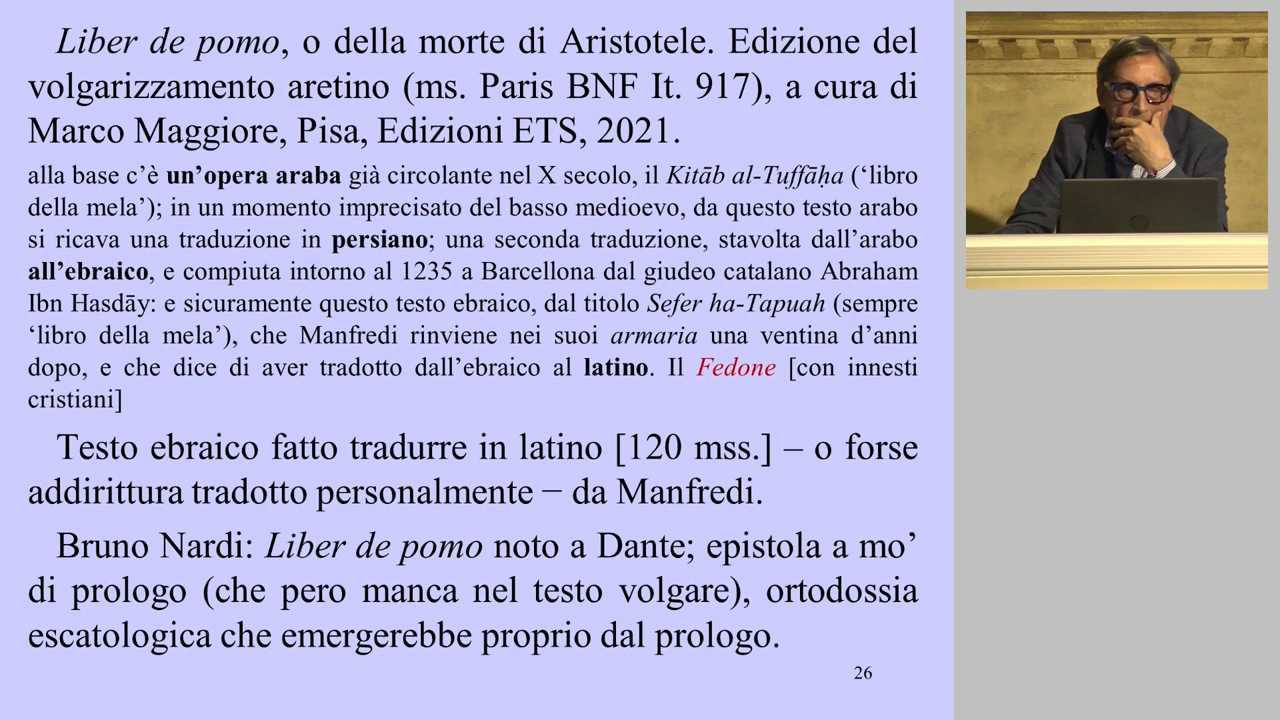 Liber de pomo, o della morte di Aristotele. Edizione del
volgarizzamento aretino (ms. Paris BNF It. 917), a cura di
Marco Maggiore, Pisa, Edizioni ETS, 2021.
alla base c’è un’opera araba già circolante nel X secolo, il Kitāb al-Tuffāḥa (‘libro
della mela’); in un momento imprecisato del basso medioevo, da questo testo arabo
si ricava una traduzione in persiano; una seconda traduzione, stavolta dall’arabo
all’ebraico, e compiuta intorno al 1235 a Barcellona dal giudeo catalano Abraham
Ibn Hasdāy: e sicuramente questo testo ebraico, dal titolo Sefer ha-Tapuah (sempre
‘libro della mela’), che Manfredi rinviene nei suoi armaria una ventina d’anni
dopo, e che dice di aver tradotto dall’ebraico al latino. Il Fedone [con innesti
cristiani]
Testo ebraico fatto tradurre in latino [120 mss.] – o forse
addirittura tradotto personalmente − da Manfredi.
Bruno Nardi: Liber de pomo noto a Dante; epistola a mo’
di prologo (che pero manca nel testo volgare), ortodossia
escatologica che emergerebbe proprio dal prologo.
26